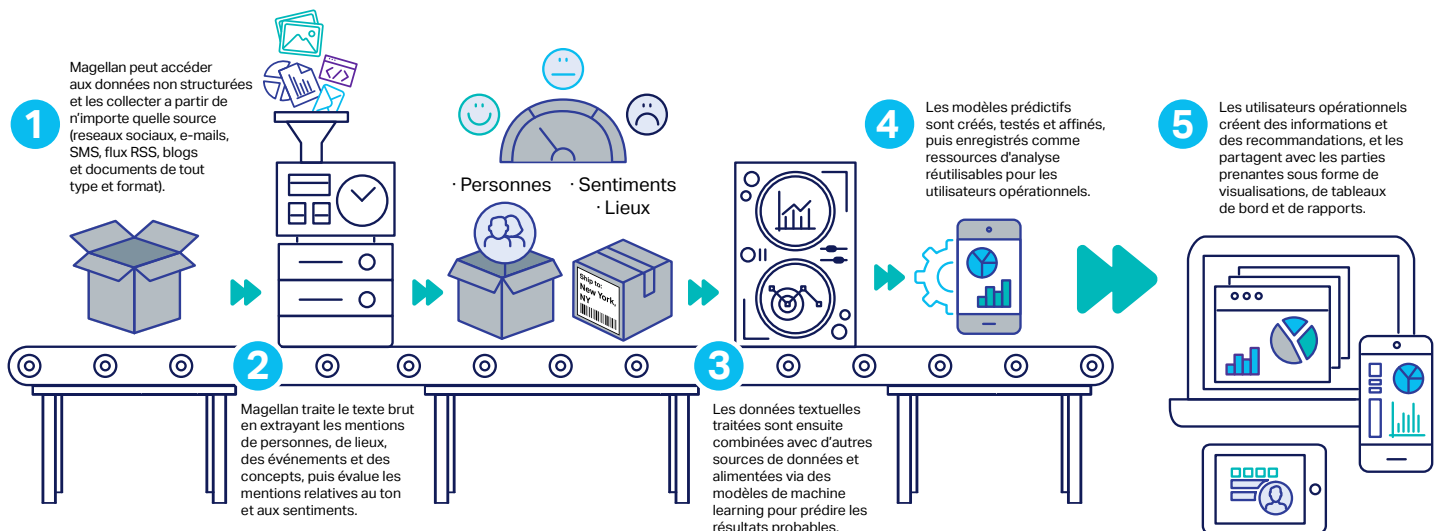 1
Magellan peut accéder
aux données non structurées
et les collecter a partir de
n'importe quelle source
(reseaux sociaux, e-mails,
SMS, flux RSS, blogs
et documents de tout
type et format).
2
Magellan traite le texte brut
en extrayant les mentions
de personnes, de lieux,
des événements et des
concepts, puis évalue les
mentions relatives au ton
et aux sentiments.
· Personnes · Sentiments
· Lieux
Ship to:
New York,
NY
3
Les données textuelles
traitées sont ensuite
combinées avec d'autres
sources de données et
alimentées via des
modèles de machine
learning pour prédire les
résultats probables.
4
Les modèles prédictifs
sont créés, testés et affinés,
puis enregistrés comme
ressources d'analyse
réutilisables pour les
utilisateurs opérationnels.
5
Les utilisateurs opérationnels
créent des informations et
des recommandations, et les
partagent avec les parties
prenantes sous forme de
visualisations, de tableaux
de bord et de rapports.